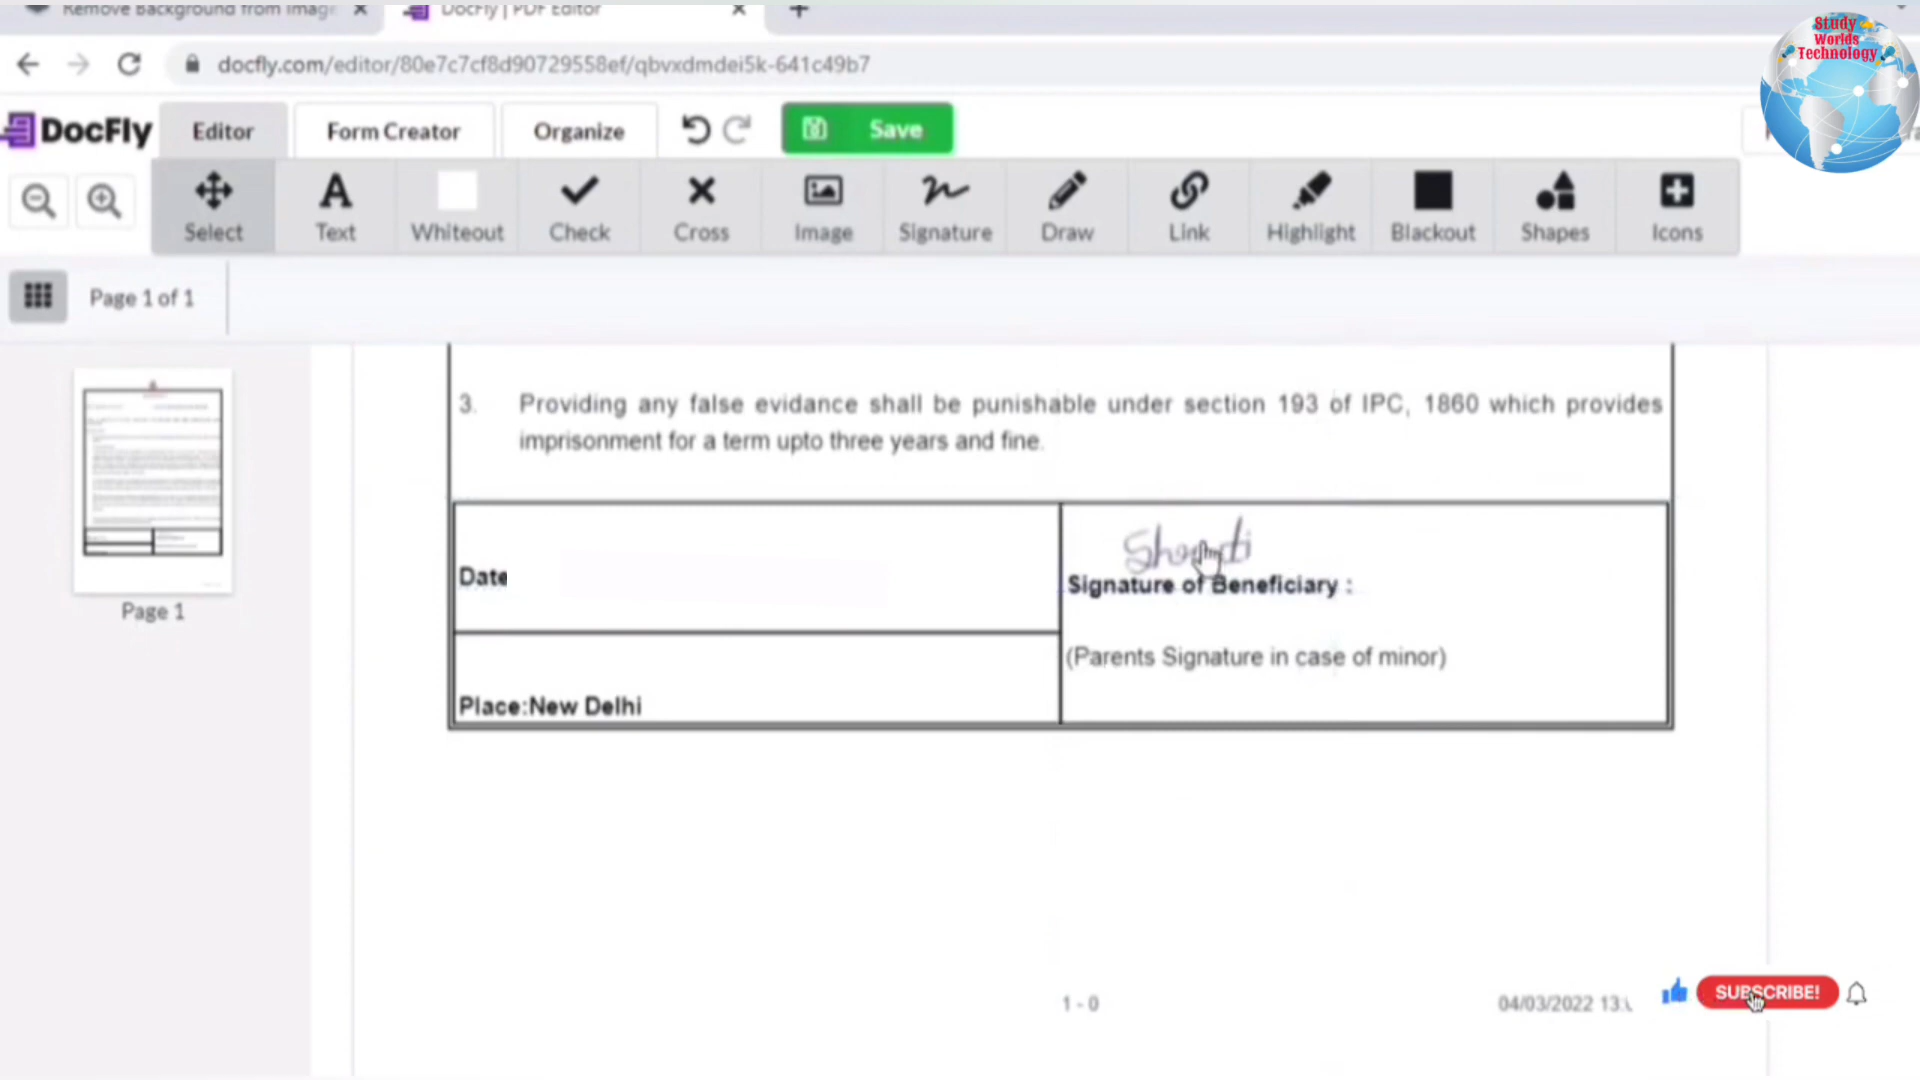 Remove Background from Image
DocFly | PDF Editor
docfly.com/editor/80e7c7cf8d90729558ef/qbvxdmdei5k-641c49b7
Study
Worlds
Technology
DocFly
Editor
Form Creator
Organize
Save
Select
Text
Whiteout
Check
Cross
Image
Signature
Draw
Link
Highlight
Blackout
Shapes
Icons
Page 1 of 1
3. Providing any false evidance shall be punishable under section 193 of IPC, 1860 which provides
imprisonment for a term upto three years and fine.
Date
Signature of Beneficiary :
(Parents Signature in case of minor)
Place:New Delhi
Page 1
1 - 0
04/03/2022 13:
SUBSCRIBE!